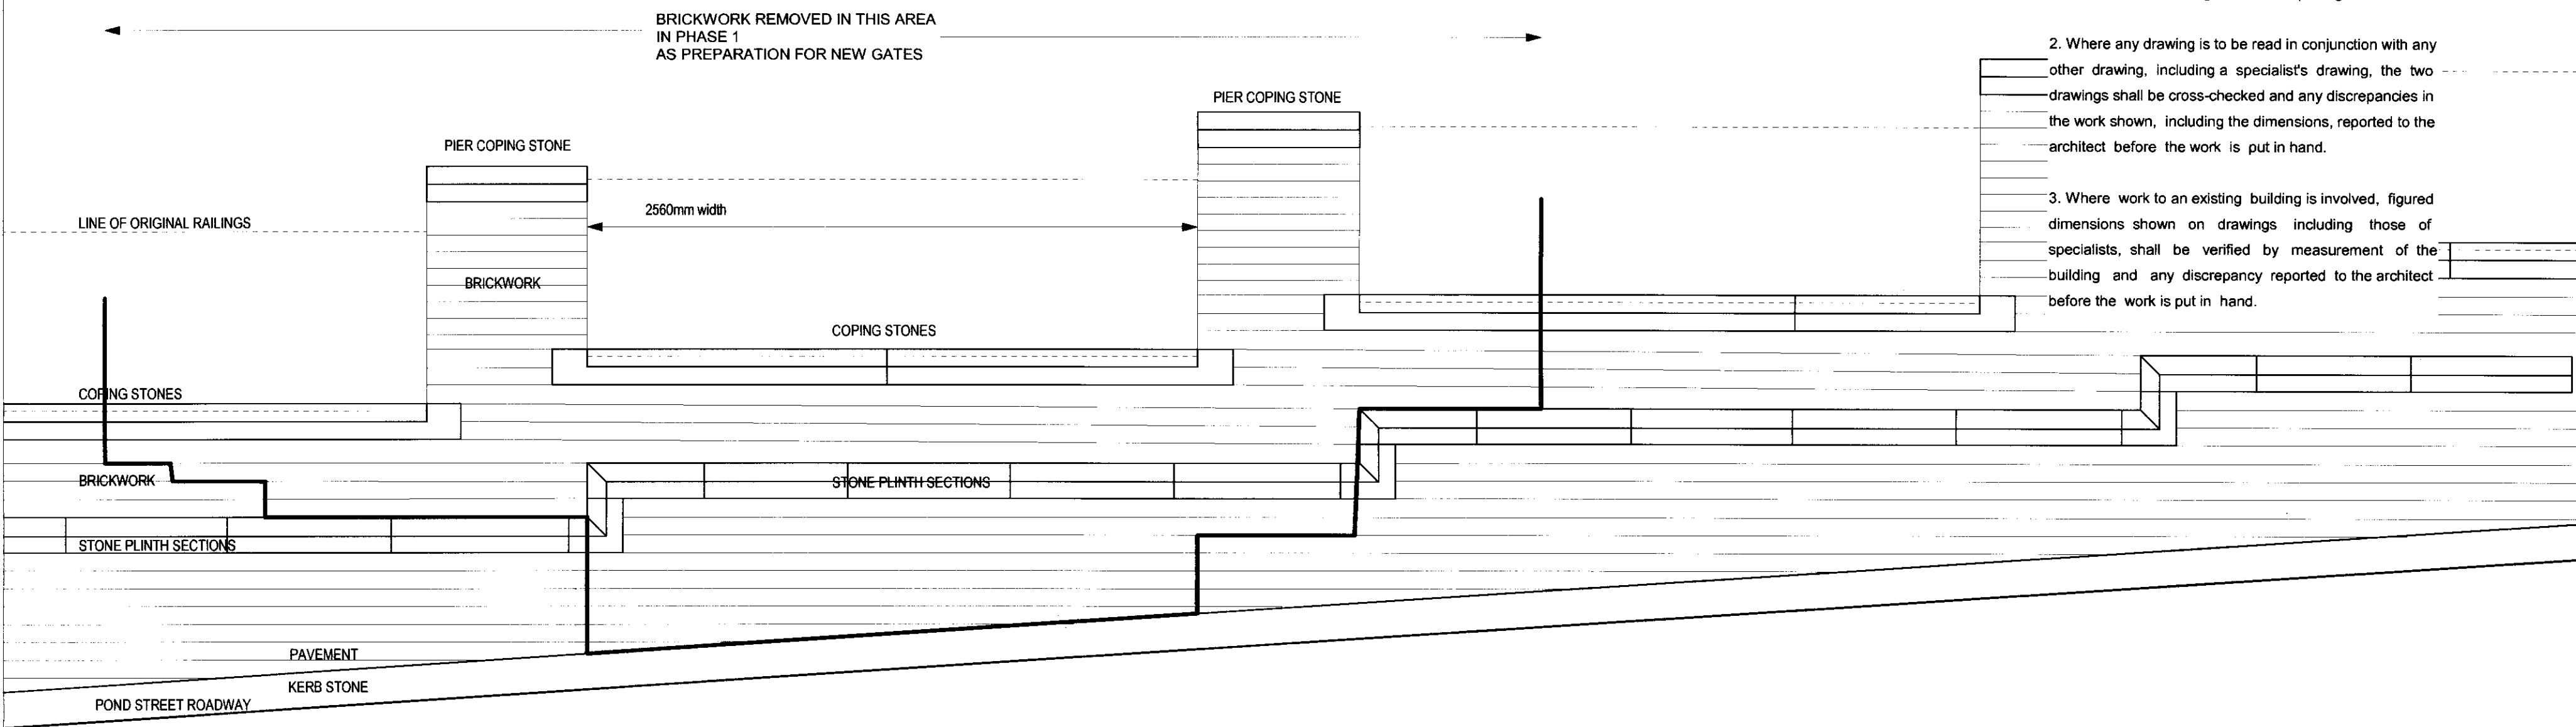 BRICKWORK REMOVED IN THIS AREA
IN PHASE 1
AS PREPARATION FOR NEW GATES
2. Where any drawing is to be read in conjunction with any
other drawing, including a specialist's drawing, the two
drawings shall be cross-checked and any discrepancies in
the work shown, including the dimensions, reported to the
architect before the work is put in hand.
3. Where work to an existing building is involved, figured
dimensions shown on drawings including those of
specialists, shall be verified by measurement of the
building and any discrepancy reported to the architect
before the work is put in hand.
PIER COPING STONE
PIER COPING STONE
LINE OF ORIGINAL RAILINGS
2560mm width
BRICKWORK
COPING STONES
COPING STONES
BRICKWORK
STONE PLINTH SECTIONS
STONE PLINTH SECTIONS
PAVEMENT
KERB STONE
POND STREET ROADWAY